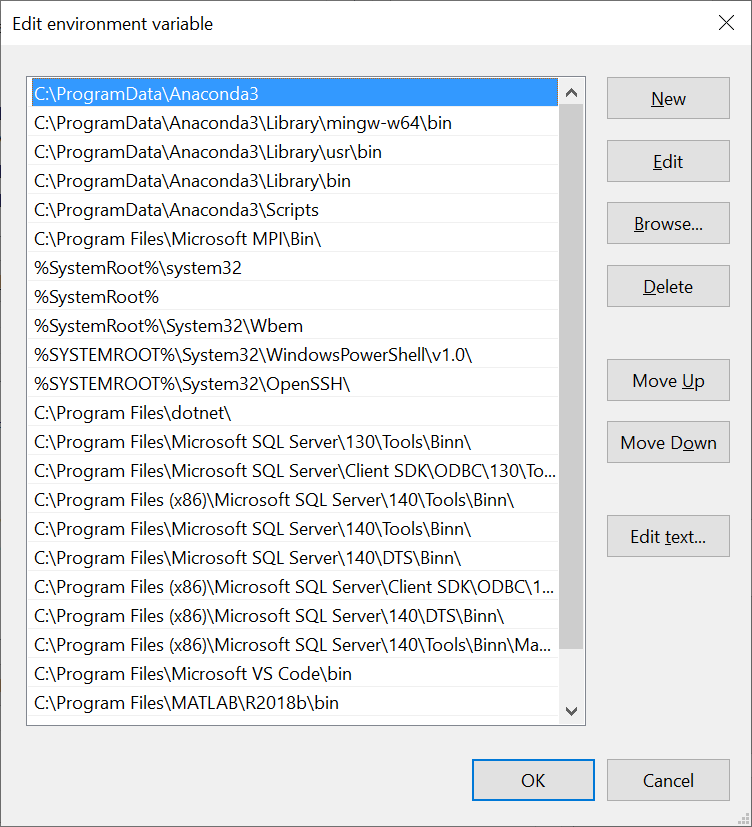 Edit environment variable
C:\ProgramData\Anaconda3
C:\ProgramData\Anaconda3\Library\mingw-w64\bin
C:\ProgramData\Anaconda3\Library\usr\bin
C:\ProgramData\Anaconda3\Library\bin
C:\ProgramData\Anaconda3\Scripts
C:\Program Files\Microsoft MPI\Bin\
%SystemRoot%\system32
%SystemRoot%
%SystemRoot%\System32\Wbem
%SYSTEMROOT%\System32\WindowsPowerShell\v1.0\
%SYSTEMROOT%\System32\OpenSSH\
C:\Program Files\dotnet\
C:\Program Files\Microsoft SQL Server\130\Tools\Binn\
C:\Program Files\Microsoft SQL Server\Client SDK\ODBC\130\To...
C:\Program Files (x86)\Microsoft SQL Server\140\Tools\Binn\
C:\Program Files\Microsoft SQL Server\140\Tools\Binn\
C:\Program Files\Microsoft SQL Server\140\DTS\Binn\
C:\Program Files (x86)\Microsoft SQL Server\Client SDK\ODBC\1...
C:\Program Files (x86)\Microsoft SQL Server\140\DTS\Binn\
C:\Program Files (x86)\Microsoft SQL Server\140\Tools\Binn\Ma...
C:\Program Files\Microsoft VS Code\bin
C:\Program Files\MATLAB\R2018b\bin
New
Edit
Browse...
Delete
Move Up
Move Down
Edit text...
OK
Cancel